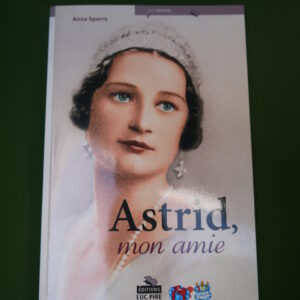 Anna Sparre
Astrid,
mon amie
EDITIONS
LUC PIRE